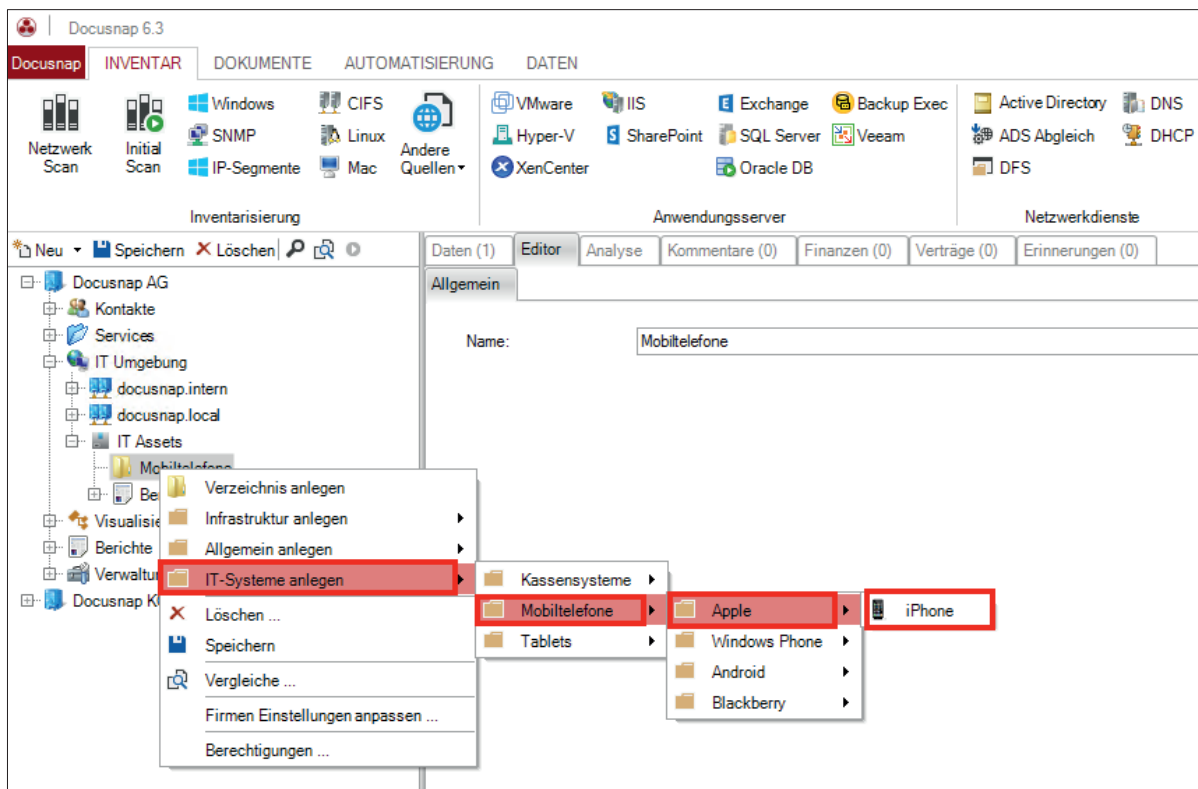 Docusnap 6.3
Docusnap INVENTAR DOKUMENTE AUTOMATISIERUNG DATEN
Netzwerk Scan
Initial Scan
Windows
SNMP
IP-Segmente
CIFS
Linux
Mac
Andere Quellen
Inventarisierung
VMware
Hyper-V
XenCenter
IIS
SharePoint
Exchange
SQL Server
Oracle DB
Backup Exec
Veeam
Anwendungsserver
Active Directory
ADS Abgleich
DFS
DNS
DHCP
Netzwerkdienste
Neu Speichern Löschen
Docusnap AG
Kontakte
Services
IT Umgebung
docusnap.intern
docusnap.local
IT Assets
Mobiltelefone
Be
Visualisie
Berichte
Verwaltu
Docusnap K
Daten (1) Editor Analyse Kommentare (0) Finanzen (0) Verträge (0) Erinnerungen (0)
Allgemein
Name: Mobiltelefone
Verzeichnis anlegen
Infrastruktur anlegen
Allgemein anlegen
IT-Systeme anlegen
Löschen ...
Speichern
Vergleiche ...
Firmen Einstellungen anpassen ...
Berechtigungen ...
Kassensysteme
Mobiltelefone
Tablets
Apple
Windows Phone
Android
Blackberry
iPhone